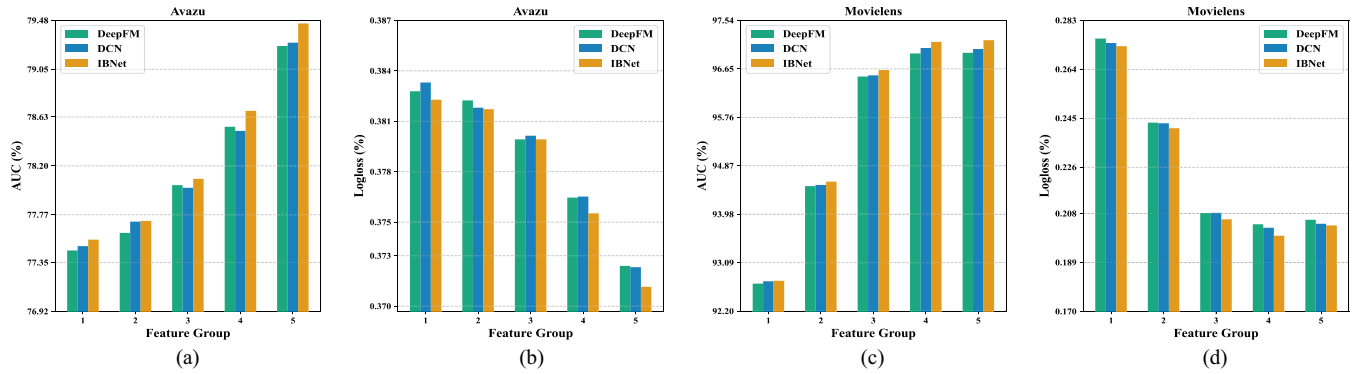 Avazu
79.48
79.05
78.63
78.20
77.77
77.35
76.92
AUC (%)
DeepFM
DCN
IBNet
1 2 3 4 5
Feature Group
(a)
Avazu
0.387
0.384
0.381
0.378
0.375
0.373
0.370
Logloss (%)
DeepFM
DCN
IBNet
1 2 3 4 5
Feature Group
(b)
Movielens
97.54
96.65
95.76
94.87
93.98
93.09
92.20
AUC (%)
DeepFM
DCN
IBNet
1 2 3 4 5
Feature Group
(c)
Movielens
0.283
0.264
0.245
0.226
0.208
0.189
0.170
Logloss (%)
DeepFM
DCN
IBNet
1 2 3 4 5
Feature Group
(d)